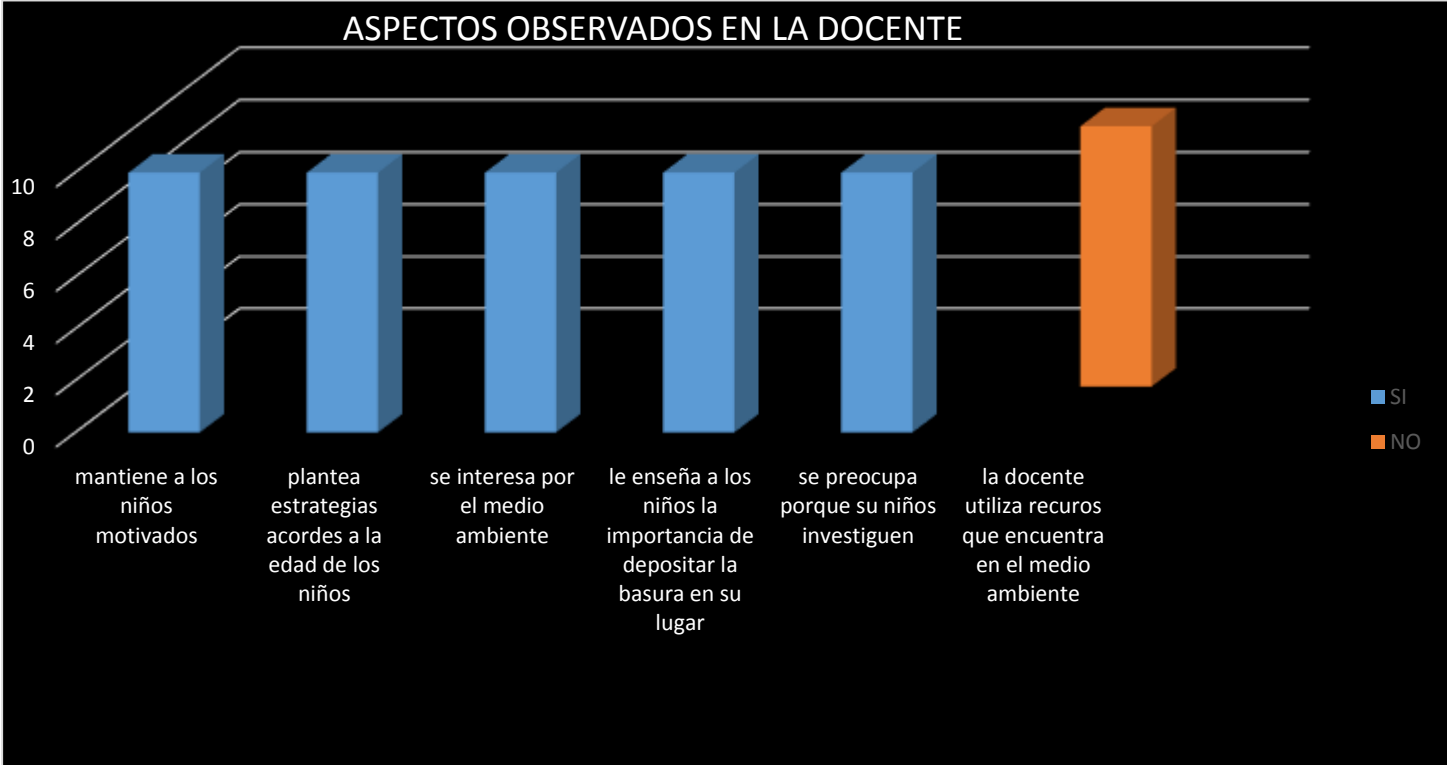 ASPECTOS OBSERVADOS EN LA DOCENTE
10
8
6
4
2
0
mantiene a los
niños
motivados
plantea
estrategias
acordes a la
edad de los
niños
se interesa por
el medio
ambiente
le enseña a los
niños la
importancia de
depositar la
basura en su
lugar
se preocupa
porque su niños
investiguen
la docente
utiliza recuros
que encuentra
en el medio
ambiente
SI
NO